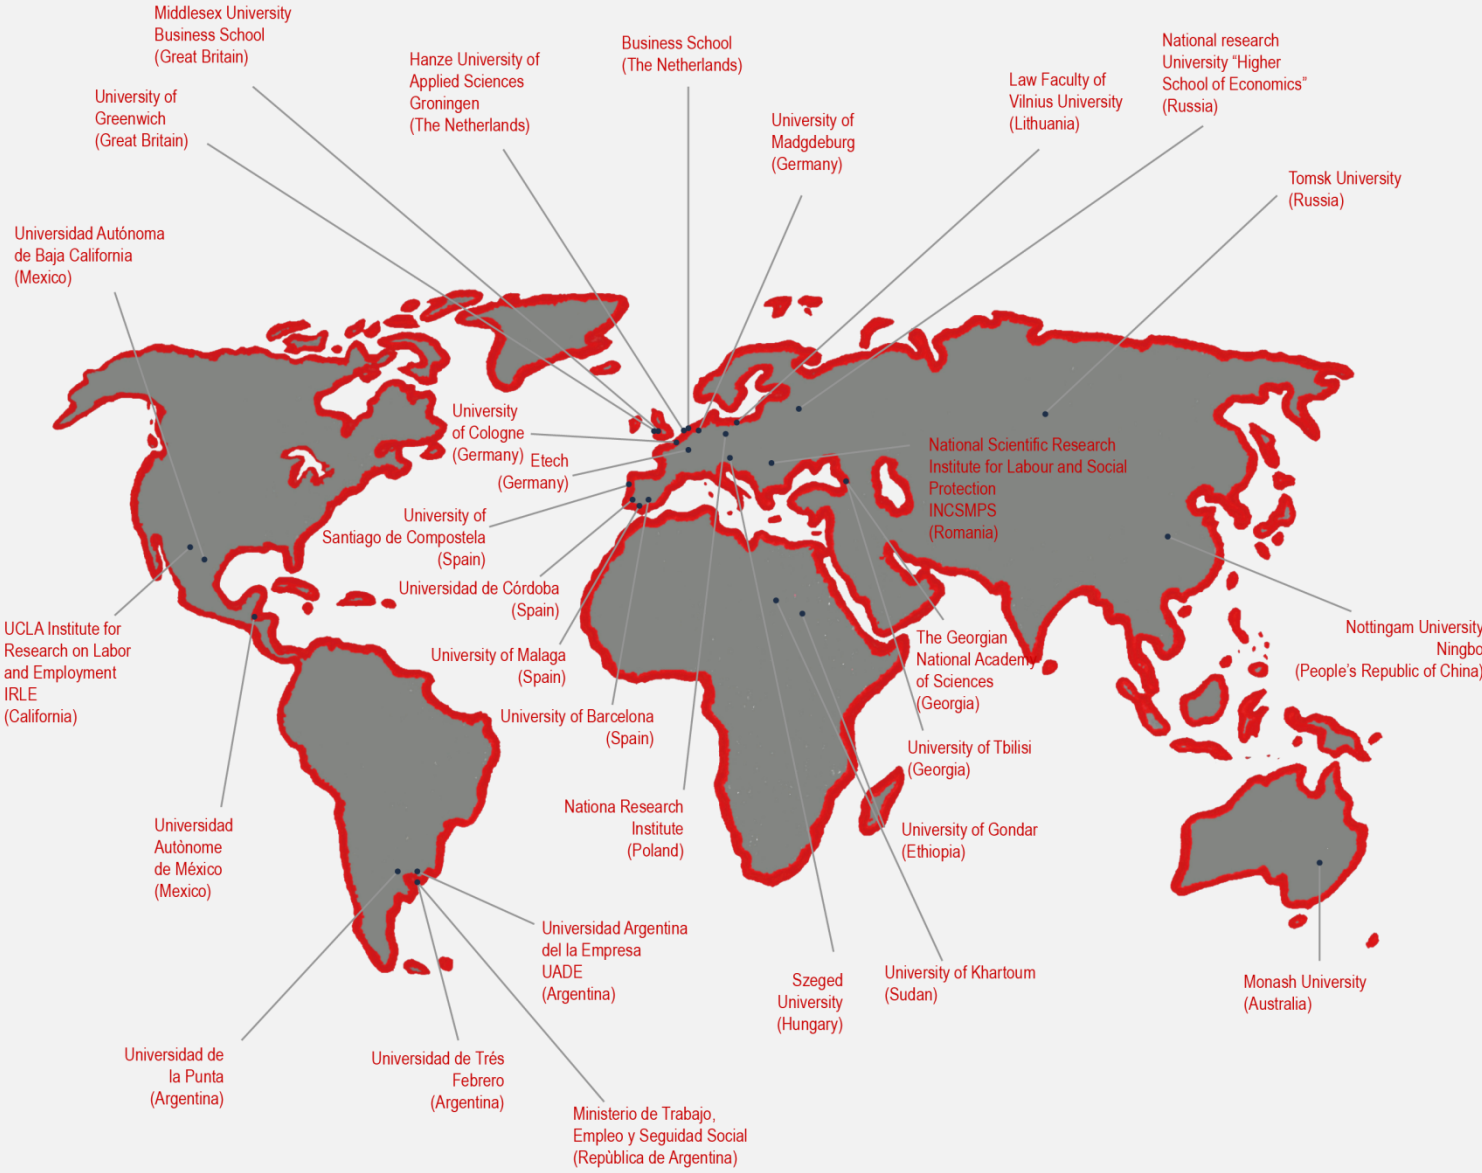 Middlesex University
Business School
(Great Britain)
Hanze University of
Applied Sciences
Groningen
(The Netherlands)
Business School
(The Netherlands)
National research
University “Higher
School of Economics”
(Russia)
Law Faculty of
Vilnius University
(Lithuania)
University of
Greenwich
(Great Britain)
University of
Madgdeburg
(Germany)
Tomsk University
(Russia)
Universidad Autónoma
de Baja California
(Mexico)
University
of Cologne
(Germany)
Etech
(Germany)
National Scientific Research
Institute for Labour and Social
Protection
INCSMPS
(Romania)
University of
Santiago de Compostela
(Spain)
Universidad de Córdoba
(Spain)
UCLA Institute for
Research on Labor
and Employment
IRLE
(California)
University of Malaga
(Spain)
The Georgian
National Academy
of Sciences
(Georgia)
Nottingam University
Ningbo
(People’s Republic of China)
University of Barcelona
(Spain)
University of Tbilisi
(Georgia)
Nationa Research
Institute
(Poland)
Universidad
Autònome
de México
(Mexico)
University of Gondar
(Ethiopia)
Universidad Argentina
del la Empresa
UADE
(Argentina)
Szeged
University
(Hungary)
University of Khartoum
(Sudan)
Monash University
(Australia)
Universidad de
la Punta
(Argentina)
Universidad de Trés
Febrero
(Argentina)
Ministerio de Trabajo,
Empleo y Seguidad Social
(Repùblica de Argentina)